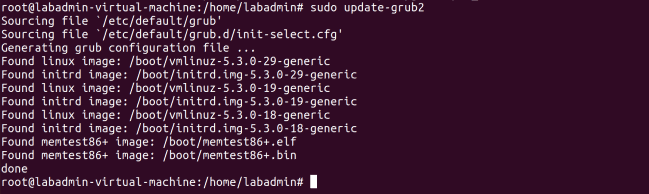 root@labadmin-virtual-machine:/home/labadmin# sudo update-grub2
Sourcing file `/etc/default/grub'
Sourcing file `/etc/default/grub.d/init-select.cfg'
Generating grub configuration file ...
Found linux image: /boot/vmlinuz-5.3.0-29-generic
Found initrd image: /boot/initrd.img-5.3.0-29-generic
Found linux image: /boot/vmlinuz-5.3.0-19-generic
Found initrd image: /boot/initrd.img-5.3.0-19-generic
Found linux image: /boot/vmlinuz-5.3.0-18-generic
Found initrd image: /boot/initrd.img-5.3.0-18-generic
Found memtest86+ image: /boot/memtest86+.elf
Found memtest86+ image: /boot/memtest86+.bin
done
root@labadmin-virtual-machine:/home/labadmin#